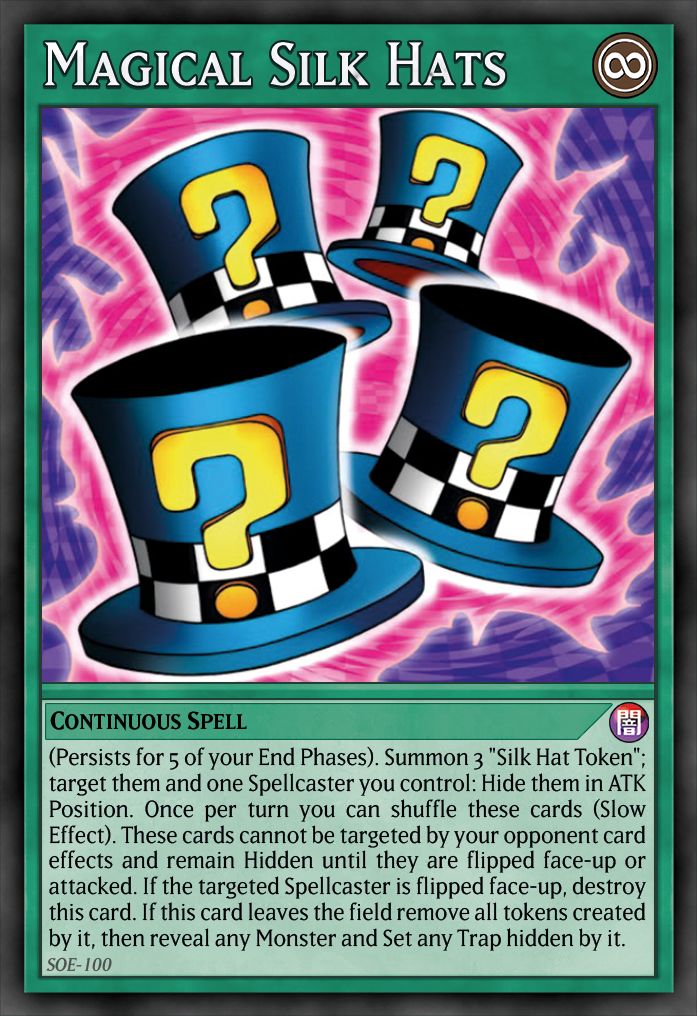 Magical Silk Hats
?
?
?
?
Continuous Spell
闇
(Persists for 5 of your End Phases). Summon 3 "Silk Hat Token";
target them and one Spellcaster you control: Hide them in ATK
Position. Once per turn you can shuffle these cards (Slow
Effect). These cards cannot be targeted by your opponent card
effects and remain Hidden until they are flipped face-up or
attacked. If the targeted Spellcaster is flipped face-up, destroy
this card. If this card leaves the field remove all tokens created
by it, then reveal any Monster and Set any Trap hidden by it.
SOE-100